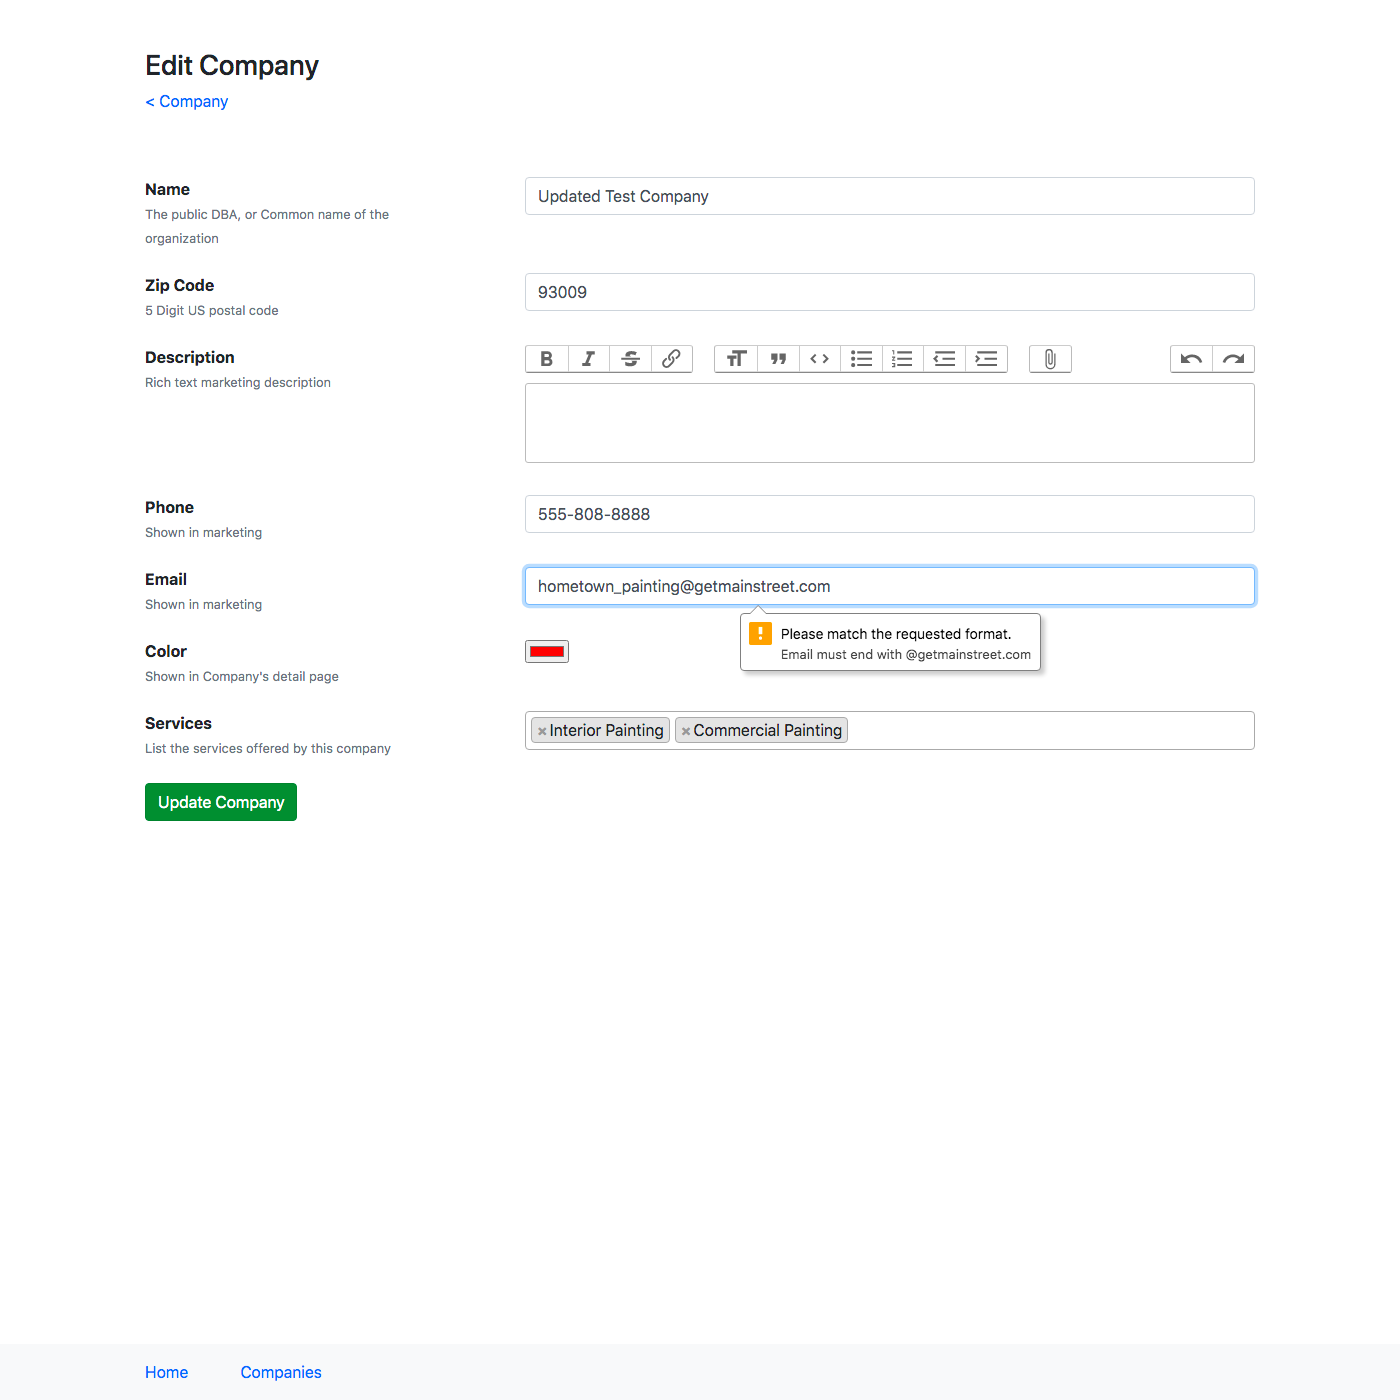 Edit Company
< Company
Name
The public DBA, or Common name of the
organization
Updated Test Company
Zip Code
5 Digit US postal code
93009
Description
Rich text marketing description
Phone
Shown in marketing
555-808-8888
Email
Shown in marketing
hometown_painting@getmainstreet.com
Please match the requested format.
Email must end with @getmainstreet.com
Color
Shown in Company's detail page
Services
List the services offered by this company
×Interior Painting ×Commercial Painting
Update Company
Home Companies